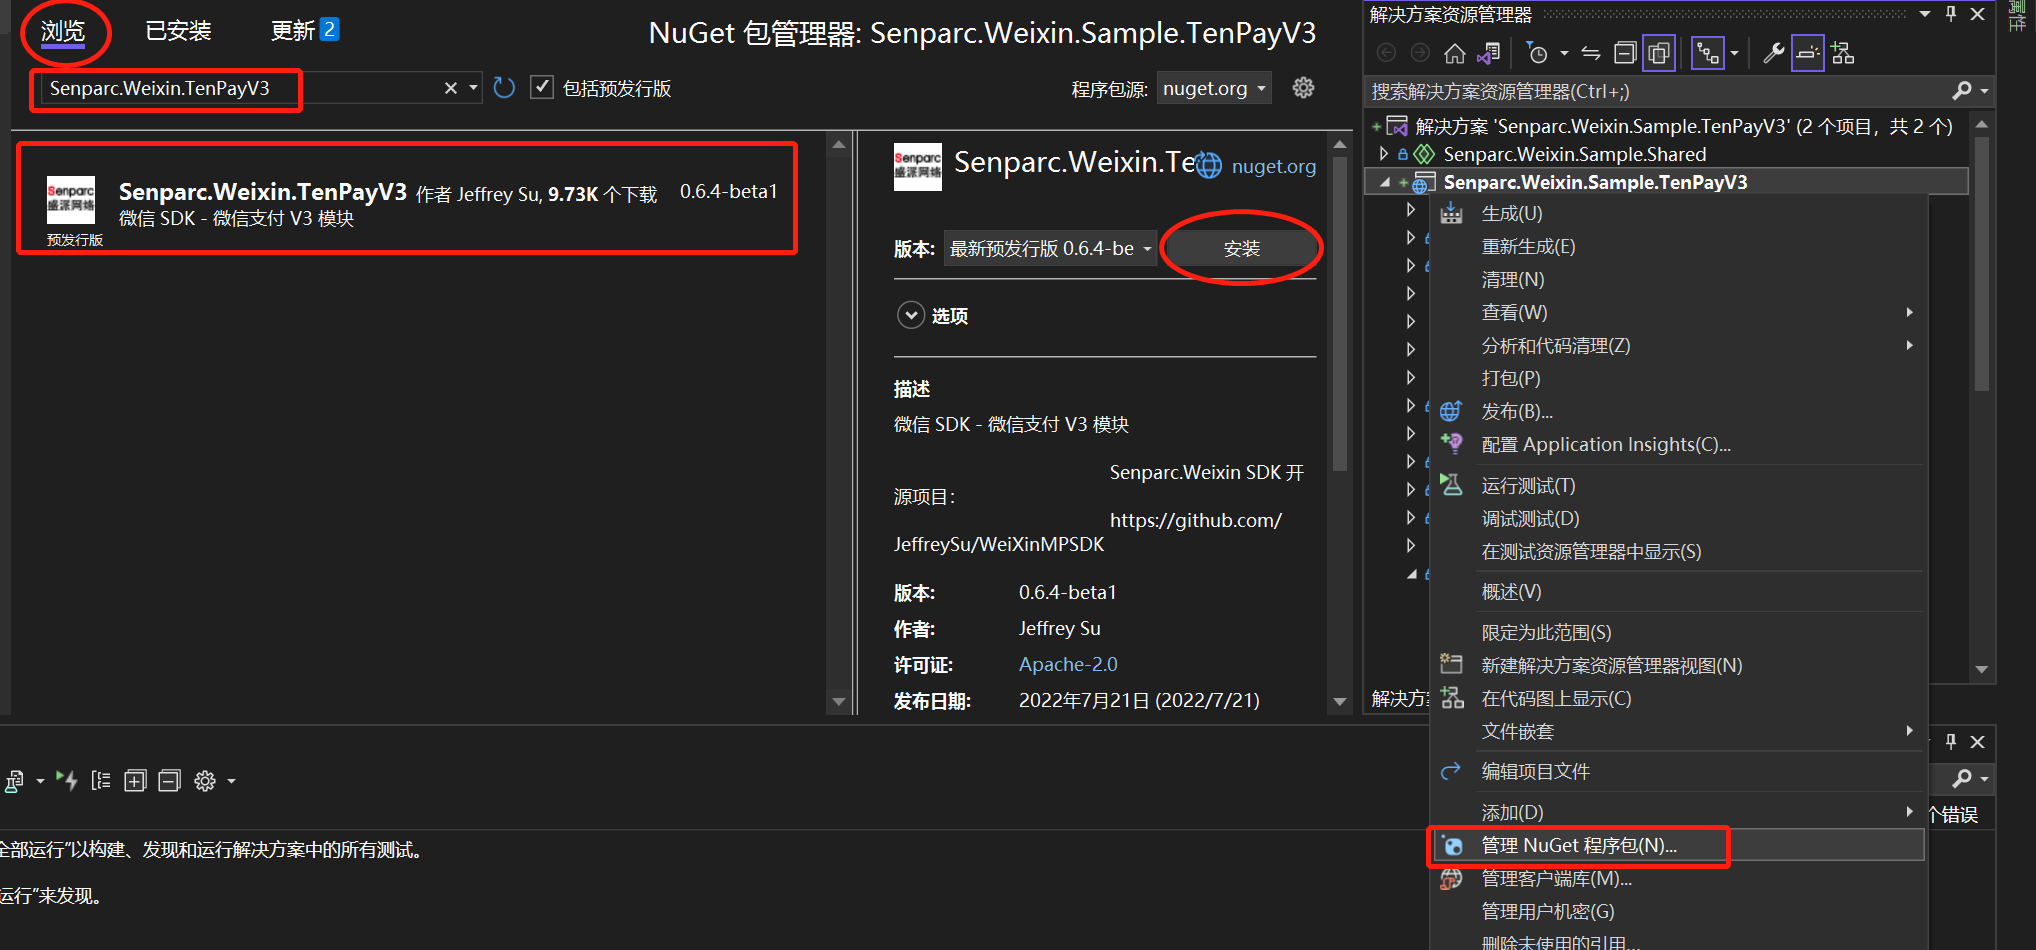 浏览
已安装
更新 2
NuGet 包管理器: Senparc.Weixin.Sample.TenPayV3
Senparc.Weixin.TenPayV3
包括预发行版
程序包源: nuget.org
Senparc
盛派网络
预发行版
Senparc.Weixin.TenPayV3 作者 Jeffrey Su, 9.73K 个下载
0.6.4-beta1
微信 SDK - 微信支付 V3 模块
Senparc
盛派网络
Senparc.Weixin.Te
nuget.org
版本: 最新预发行版 0.6.4-be
安装
选项
描述
微信 SDK - 微信支付 V3 模块
Senparc.Weixin SDK 开
源项目:
https://github.com/
JeffreySu/WeiXinMPSDK
版本: 0.6.4-beta1
作者: Jeffrey Su
许可证: Apache-2.0
发布日期: 2022年7月21日 (2022/7/21)
全部运行"以构建、发现和运行解决方案中的所有测试。
运行"来发现。
解决方案资源管理器
属性
搜索解决方案资源管理器(Ctrl+;)
解决方案 'Senparc.Weixin.Sample.TenPayV3' (2 个项目，共 2 个)
Senparc.Weixin.Sample.Shared
Senparc.Weixin.Sample.TenPayV3
生成(U)
重新生成(E)
清理(N)
查看(W)
分析和代码清理(Z)
打包(P)
发布(B)...
配置 Application Insights(C)...
运行测试(T)
调试测试(D)
在测试资源管理器中显示(S)
概述(V)
限定为此范围(S)
新建解决方案资源管理器视图(N)
解决方
在代码图上显示(C)
文件嵌套
编辑项目文件
添加(D)
个错误
管理 NuGet 程序包(N)...
管理客户端库(M)...
管理用户机密(G)
删除未使用的引用...